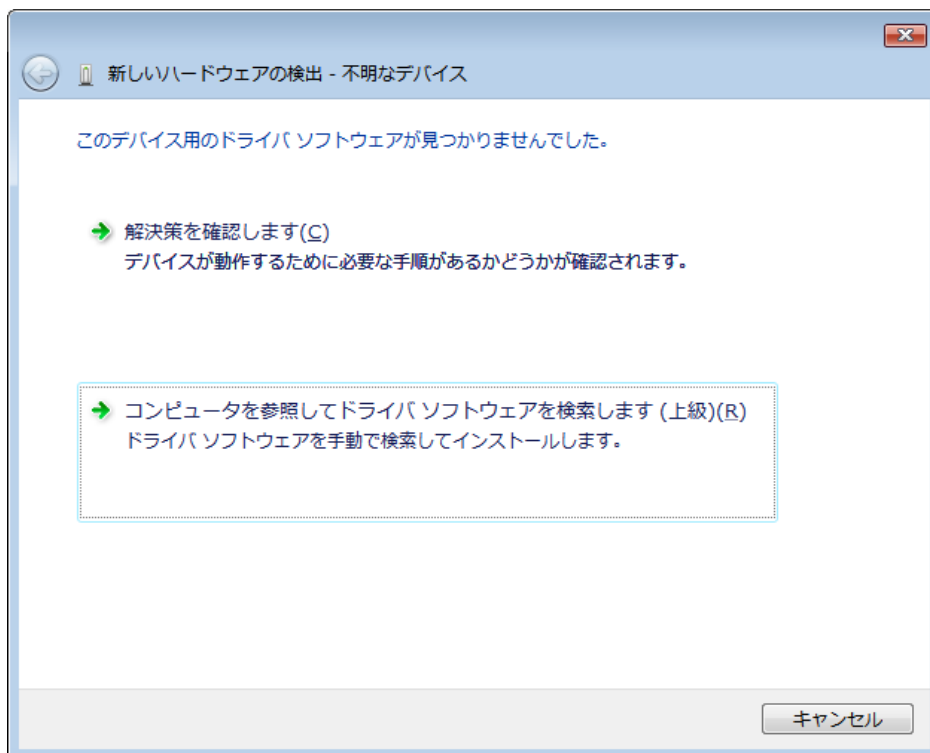 新しいハードウェアの検出 - 不明なデバイス
このデバイス用のドライバ ソフトウェアが見つかりませんでした。
解決策を確認します(C)
デバイスが動作するために必要な手順があるかどうかが確認されます。
コンピュータを参照してドライバ ソフトウェアを検索します (上級)(R)
ドライバ ソフトウェアを手動で検索してインストールします。
キャンセル